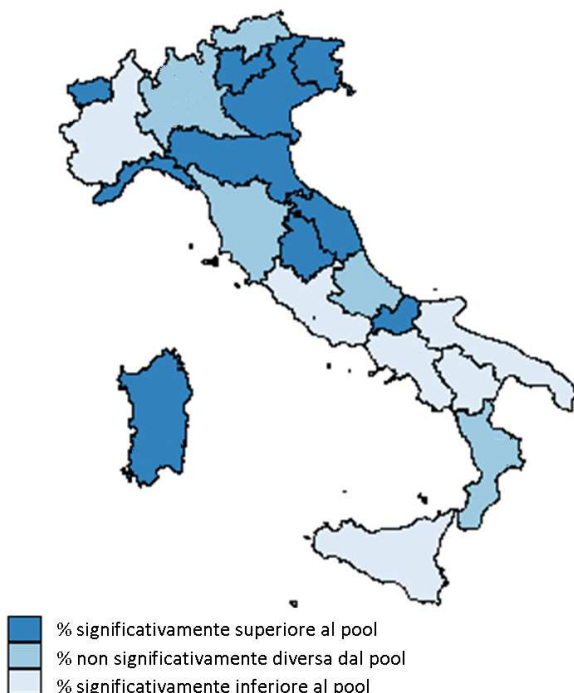 % significativamente superiore al pool
% non significativamente diversa dal pool
% significativamente inferiore al pool